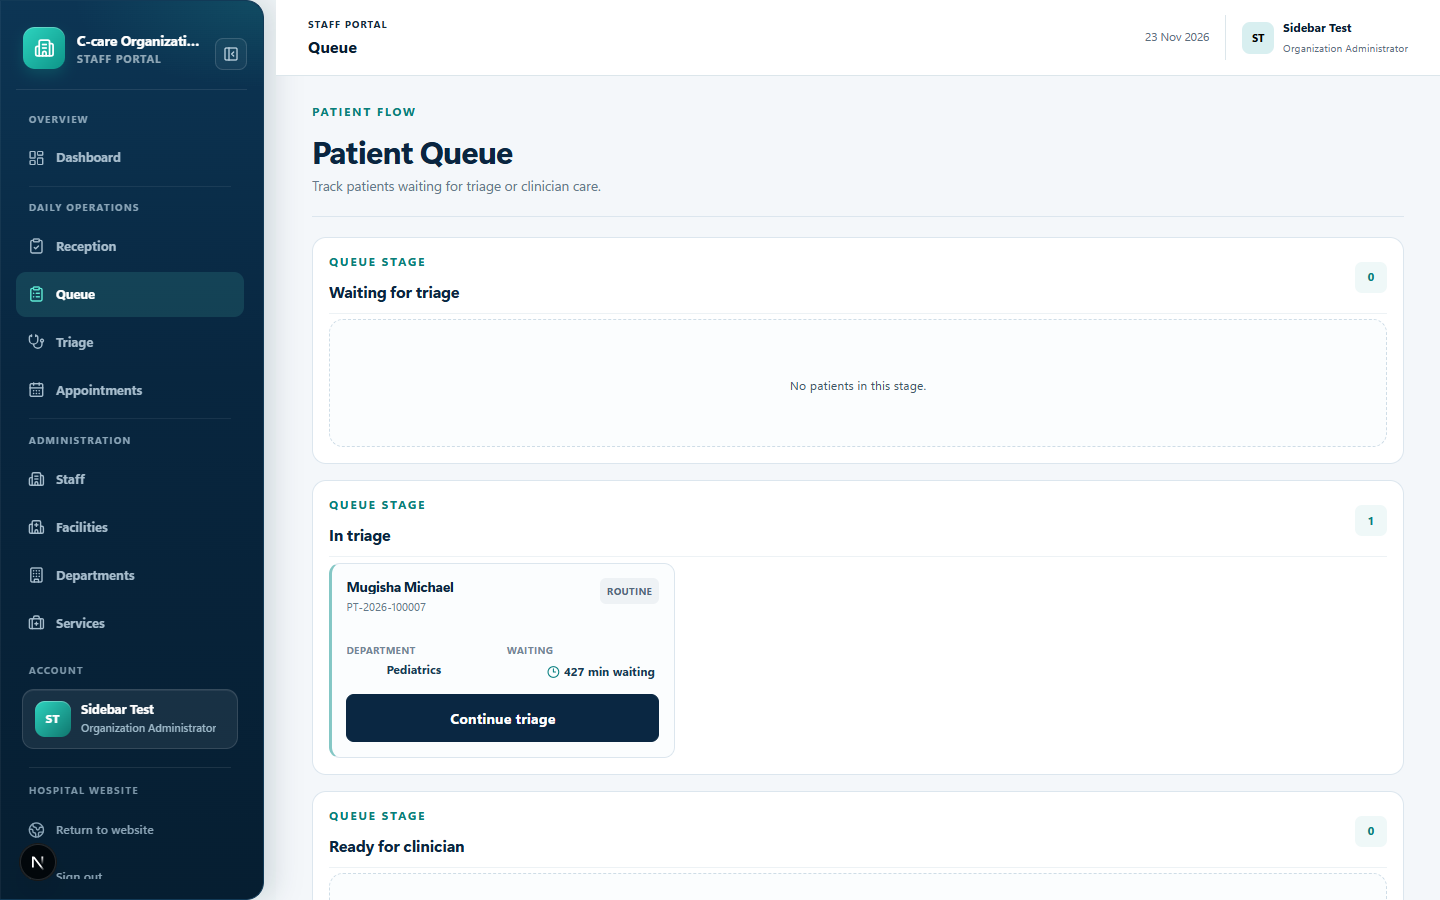 C-care Organizati...
STAFF PORTAL
OVERVIEW
Dashboard
DAILY OPERATIONS
Reception
Queue
Triage
Appointments
ADMINISTRATION
Staff
Facilities
Departments
Services
ACCOUNT
ST
Sidebar Test
Organization Administrator
HOSPITAL WEBSITE
Return to website
N
Sign out
STAFF PORTAL
Queue
23 Nov 2026
ST
Sidebar Test
Organization Administrator
PATIENT FLOW
Patient Queue
Track patients waiting for triage or clinician care.
QUEUE STAGE
Waiting for triage
0
No patients in this stage.
QUEUE STAGE
In triage
1
Mugisha Michael
PT-2026-100007
ROUTINE
DEPARTMENT
Pediatrics
WAITING
427 min waiting
Continue triage
QUEUE STAGE
Ready for clinician
0